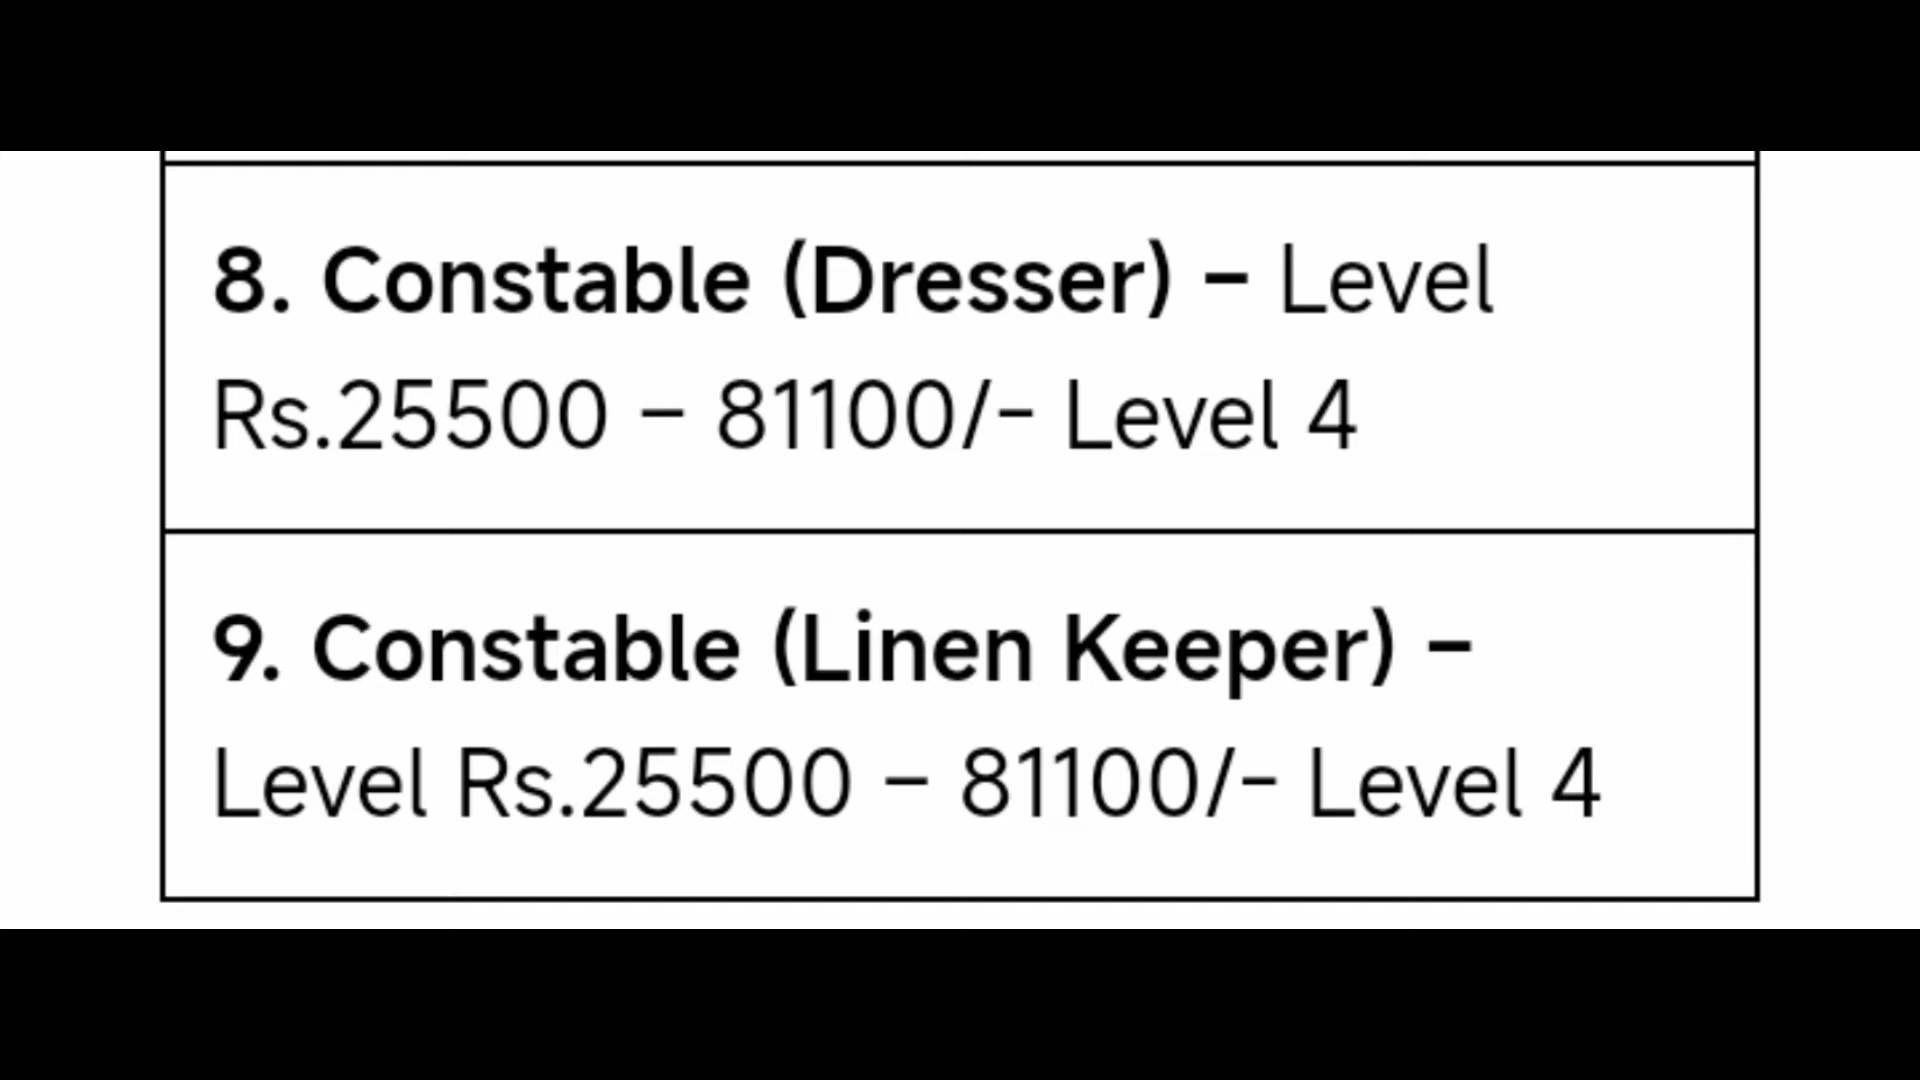 8. Constable (Dresser) – Level
Rs.25500 – 81100/- Level 4
9. Constable (Linen Keeper) –
Level Rs.25500 – 81100/- Level 4